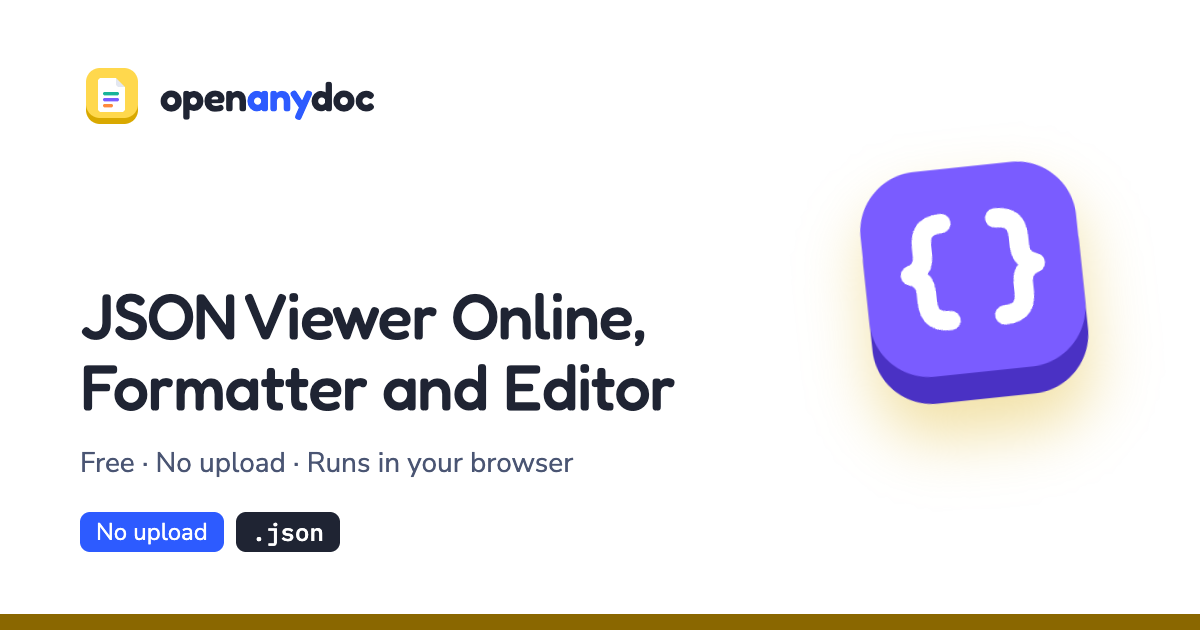 openanydoc
JSON Viewer Online,
Formatter and Editor
Free · No upload · Runs in your browser
No upload
.json
{ }